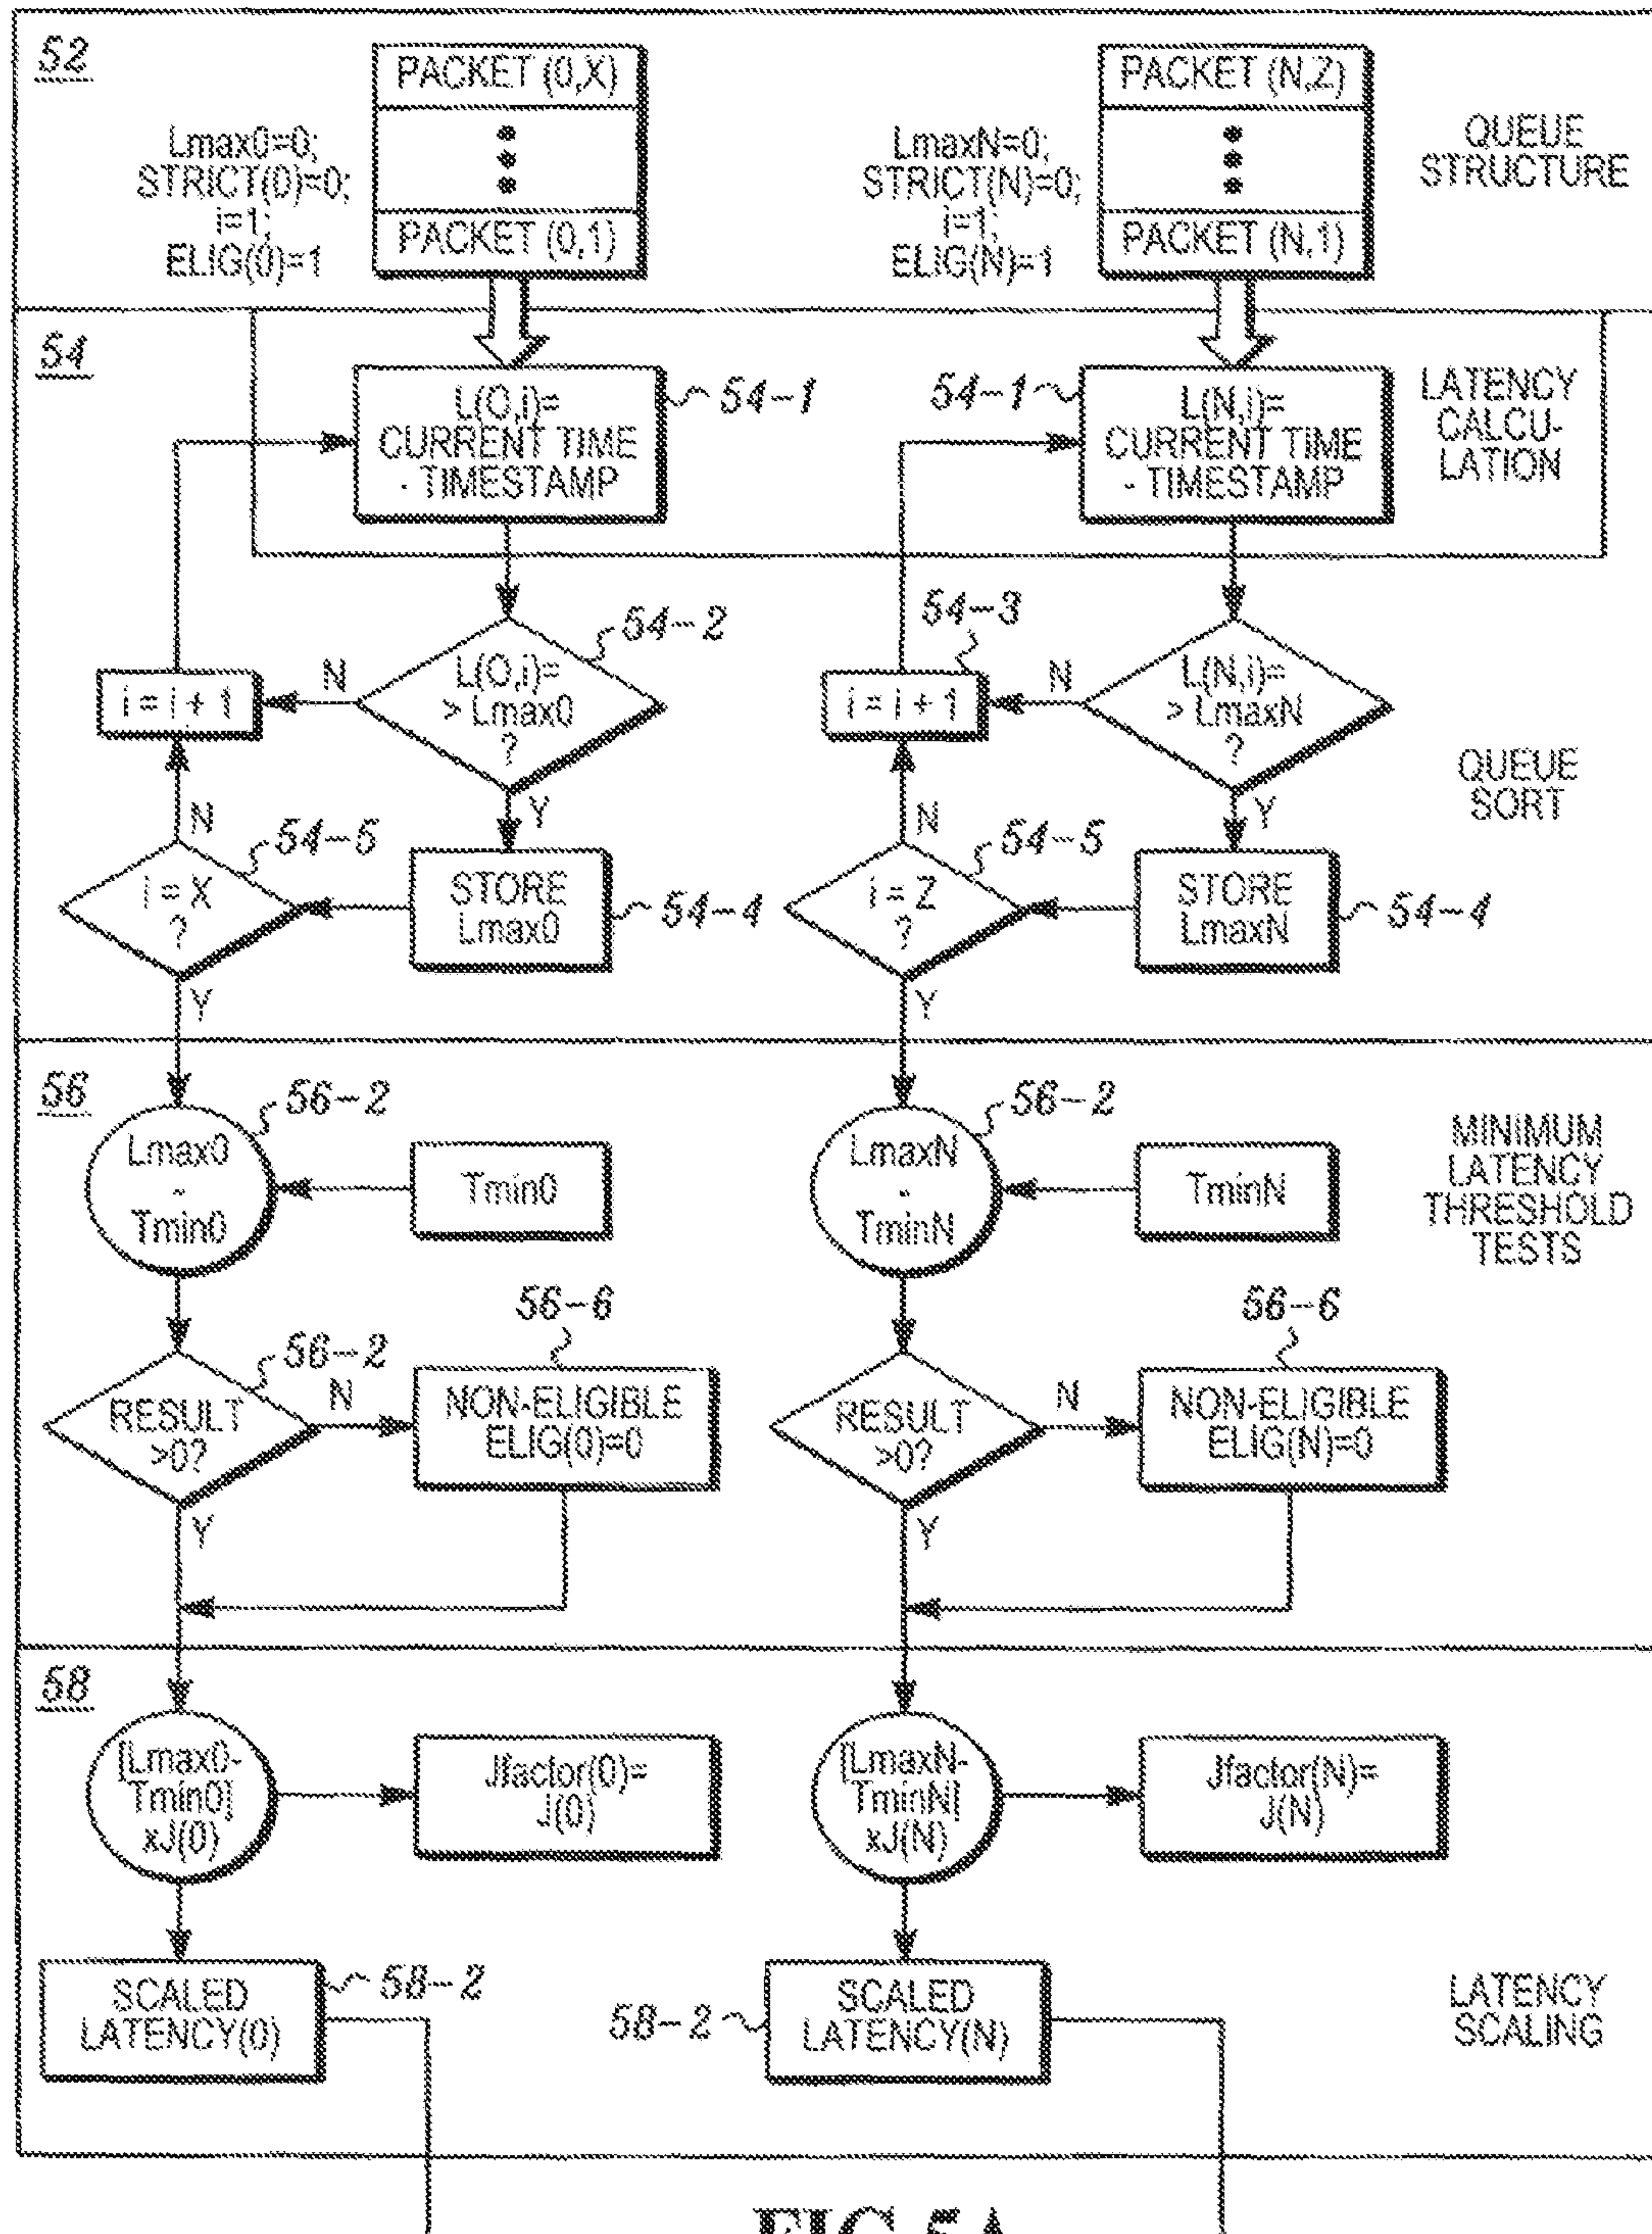 52
PACKET (0,X)
PACKET (N,Z)
Lmax0=0;
STRICT(0)=0;
i=1;
ELIG(0)=1
PACKET (0,1)
LmaxN=0;
STRICT(N)=0;
i=1;
ELIG(N)=1
PACKET (N,1)
QUEUE
STRUCTURE
54
L(O,i)=
CURRENT TIME
- TIMESTAMP
54-1
54-1
L(N,i)=
CURRENT TIME
- TIMESTAMP
LATENCY
CALCU-
LATION
i = i + 1
N
L(O,i)=
> Lmax0
?
54-2
54-3
i = i + 1
N
L(N,i)=
> LmaxN
?
QUEUE
SORT
N
Y
N
Y
i = X
?
54-5
STORE
Lmax0
54-4
i = Z
?
54-5
STORE
LmaxN
54-4
Y
Y
56
Lmax0
-
Tmin0
56-2
Tmin0
LmaxN
-
TminN
56-2
TminN
MINIMUM
LATENCY
THRESHOLD
TESTS
RESULT
>0?
56-2
N
56-6
NON-ELIGIBLE
ELIG(0)=0
RESULT
>0?
N
56-6
NON-ELIGIBLE
ELIG(N)=0
Y
Y
58
[Lmax0-
Tmin0]
xJ(0)
Jfactor(0)=
J(0)
[LmaxN-
TminN]
xJ(N)
Jfactor(N)=
J(N)
SCALED
LATENCY(0)
58-2
58-2
SCALED
LATENCY(N)
LATENCY
SCALING
FIG.5A